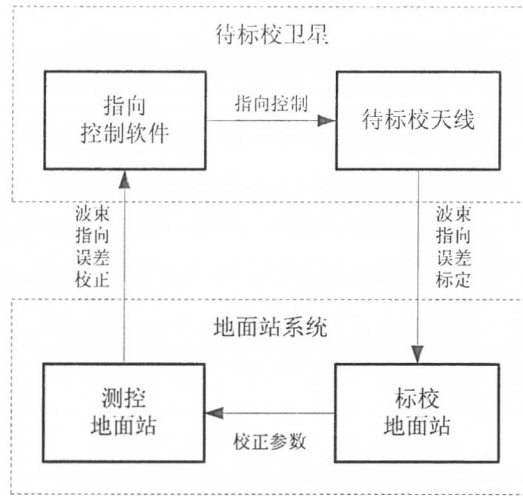 待标校卫星
指向
控制软件
指向控制
待标校天线
波束
指向
误差
校正
波束
指向
误差
标定
地面站系统
测控
地面站
校正参数
标校
地面站